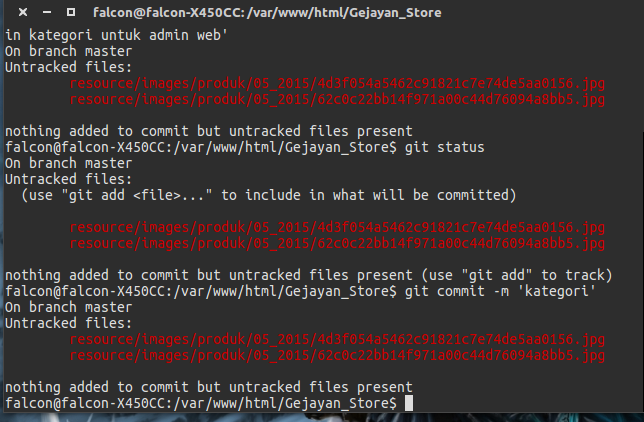 falcon@falcon-X450CC: /var/www/html/Gejayan_Store
in kategori untuk admin web'
On branch master
Untracked files:
resource/images/produk/05_2015/4d3f054a5462c91821c7e74de5aa0156.jpg
resource/images/produk/05_2015/62c0c22bb14f971a00c44d76094a8bb5.jpg
nothing added to commit but untracked files present
falcon@falcon-X450CC:/var/www/html/Gejayan_Store$ git status
On branch master
Untracked files:
(use "git add <file>..." to include in what will be committed)
resource/images/produk/05_2015/4d3f054a5462c91821c7e74de5aa0156.jpg
resource/images/produk/05_2015/62c0c22bb14f971a00c44d76094a8bb5.jpg
nothing added to commit but untracked files present (use "git add" to track)
falcon@falcon-X450CC:/var/www/html/Gejayan_Store$ git commit -m 'kategori'
On branch master
Untracked files:
resource/images/produk/05_2015/4d3f054a5462c91821c7e74de5aa0156.jpg
resource/images/produk/05_2015/62c0c22bb14f971a00c44d76094a8bb5.jpg
nothing added to commit but untracked files present
falcon@falcon-X450CC:/var/www/html/Gejayan_Store$